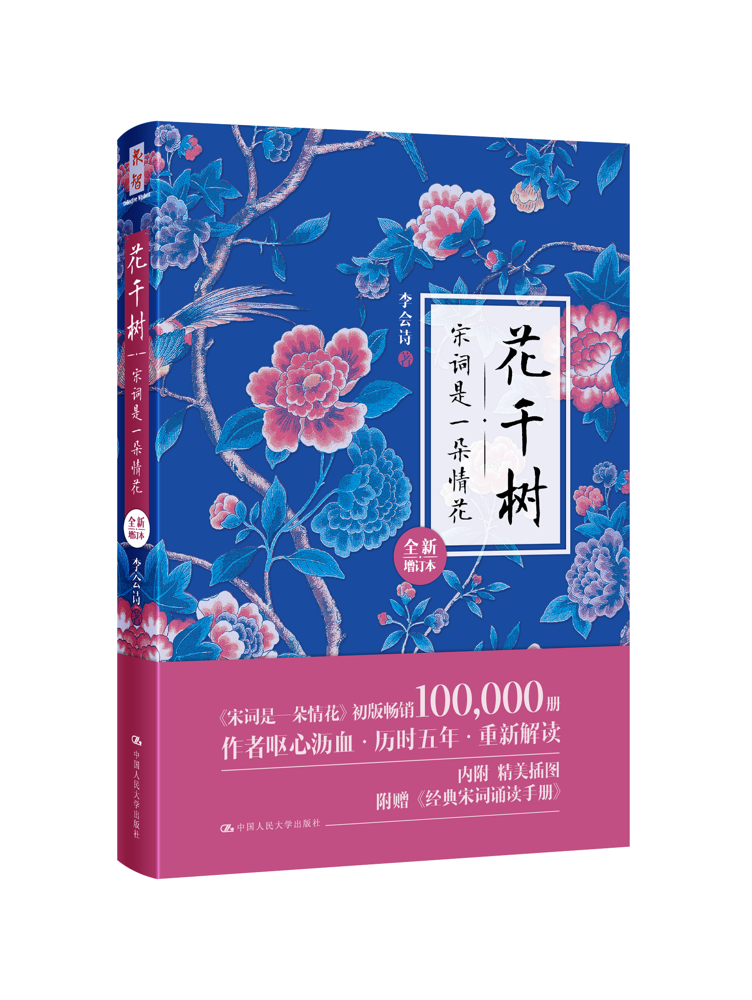 衆智
Collective Wisdom
花千树
宋词是一朵情花
全新
增订本
李会诗 著
中国人民大学出版社
花千树
宋词是一朵情花
李会诗 著
全新
增订本
《宋词是一朵情花》初版畅销100,000册
作者呕心沥血·历时五年·重新解读
内附 精美插图
附赠《经典宋词诵读手册》
中国人民大学出版社